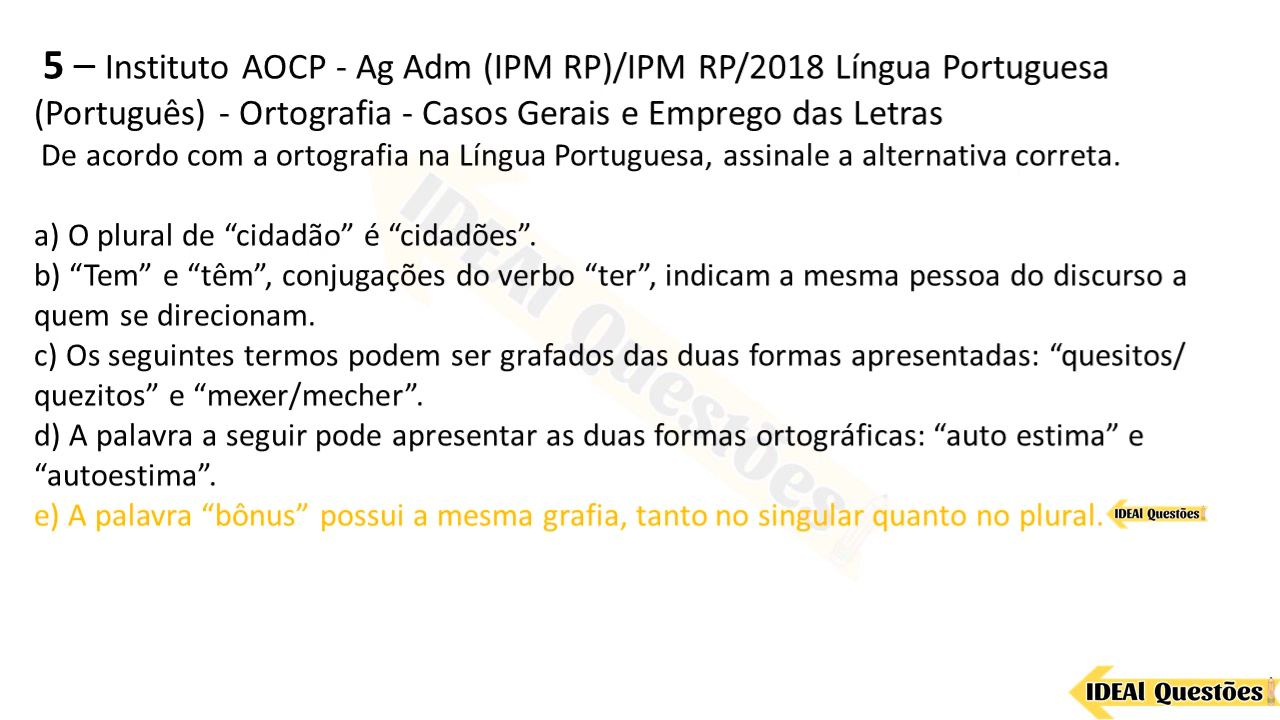 5 – Instituto AOCP - Ag Adm (IPM RP)/IPM RP/2018 Língua Portuguesa
(Português) - Ortografia - Casos Gerais e Emprego das Letras
De acordo com a ortografia na Língua Portuguesa, assinale a alternativa correta.
a) O plural de “cidadão” é “cidadões”.
b) “Tem” e “têm”, conjugações do verbo “ter”, indicam a mesma pessoa do discurso a
quem se direcionam.
c) Os seguintes termos podem ser grafados das duas formas apresentadas: “quesitos/
quezitos” e “mexer/mecher”.
d) A palavra a seguir pode apresentar as duas formas ortográficas: “auto estima” e
“autoestima”.
e) A palavra “bônus” possui a mesma grafia, tanto no singular quanto no plural. IDEAl Questões
IDEAl Questões
IDEAl Questões